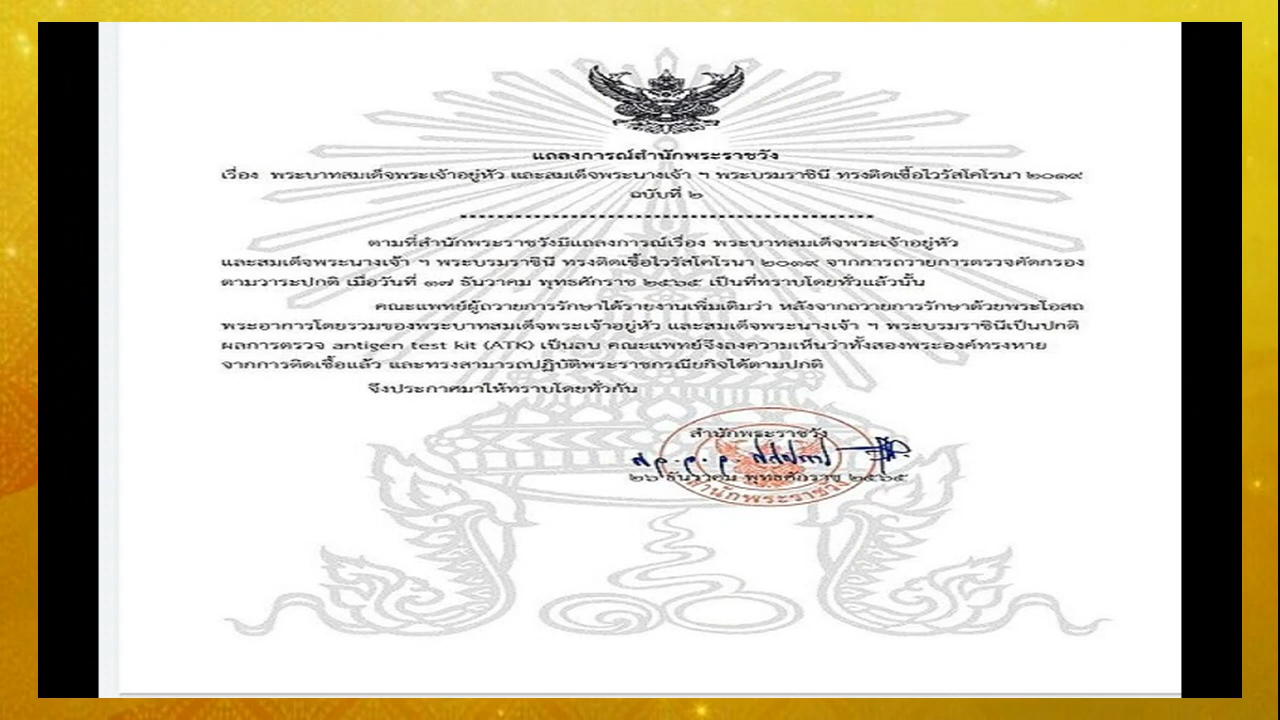 แถลงการณ์สำนักพระราชวัง
เรื่อง พระบาทสมเด็จพระเจ้าอยู่หัว และสมเด็จพระนางเจ้า ฯ พระบรมราชินี ทรงติดเชื้อไวรัสโคโรนา ๒๐๑๙
ฉบับที่ ๒
ตามที่สำนักพระราชวังมีแถลงการณ์เรื่อง พระบาทสมเด็จพระเจ้าอยู่หัว
และสมเด็จพระนางเจ้า ฯ พระบรมราชินี ทรงติดเชื้อไวรัสโคโรนา ๒๐๑๙ จากการถวายการตรวจคัดกรอง
ตามวาระปกติ เมื่อวันที่ ๑๗ ธันวาคม พุทธศักราช ๒๕๖๕ เป็นที่ทราบโดยทั่วแล้วนั้น
คณะแพทย์ผู้ถวายการรักษาได้รายงานเพิ่มเติมว่า หลังจากถวายการรักษาด้วยพระโอสถ
พระอาการโดยรวมของพระบาทสมเด็จพระเจ้าอยู่หัว และสมเด็จพระนางเจ้า ฯ พระบรมราชินีเป็นปกติ
ผลการตรวจ antigen test kit (ATK) เป็นลบ คณะแพทย์จึงลงความเห็นว่าทั้งสองพระองค์ทรงหาย
จากการติดเชื้อแล้ว และทรงสามารถปฏิบัติพระราชกรณียกิจได้ตามปกติ
จึงประกาศมาให้ทราบโดยทั่วกัน
สำนักพระราชวัง
๒๖ ธันวาคม พุทธศักราช ๒๕๖๕
สำนักพระราชวัง